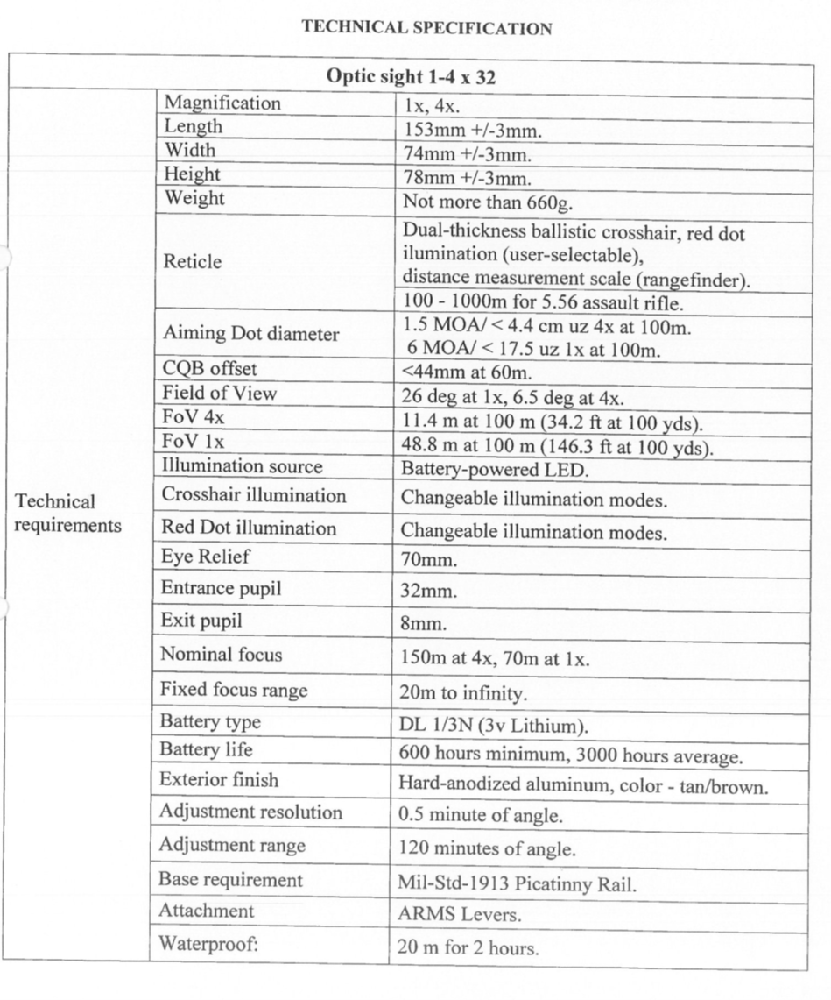 TECHNICAL SPECIFICATION
Optic sight 1-4 x 32
Technical
requirements
Magnification
1x, 4x.
Length
153mm +/-3mm.
Width
74mm +/-3mm.
Height
78mm +/-3mm.
Weight
Not more than 660g.
Reticle
Dual-thickness ballistic crosshair, red dot
ilumination (user-selectable),
distance measurement scale (rangefinder).
100 - 1000m for 5.56 assault rifle.
Aiming Dot diameter
1.5 MOA/ < 4.4 cm uz 4x at 100m.
6 MOA/ < 17.5 uz 1x at 100m.
CQB offset
<44mm at 60m.
Field of View
26 deg at 1x, 6.5 deg at 4x.
FoV 4x
11.4 m at 100 m (34.2 ft at 100 yds).
FoV 1x
48.8 m at 100 m (146.3 ft at 100 yds).
Illumination source
Battery-powered LED.
Crosshair illumination
Changeable illumination modes.
Red Dot illumination
Changeable illumination modes.
Eye Relief
70mm.
Entrance pupil
32mm.
Exit pupil
8mm.
Nominal focus
150m at 4x, 70m at 1x.
Fixed focus range
20m to infinity.
Battery type
DL 1/3N (3v Lithium).
Battery life
600 hours minimum, 3000 hours average.
Exterior finish
Hard-anodized aluminum, color - tan/brown.
Adjustment resolution
0.5 minute of angle.
Adjustment range
120 minutes of angle.
Base requirement
Mil-Std-1913 Picatinny Rail.
Attachment
ARMS Levers.
Waterproof:
20 m for 2 hours.